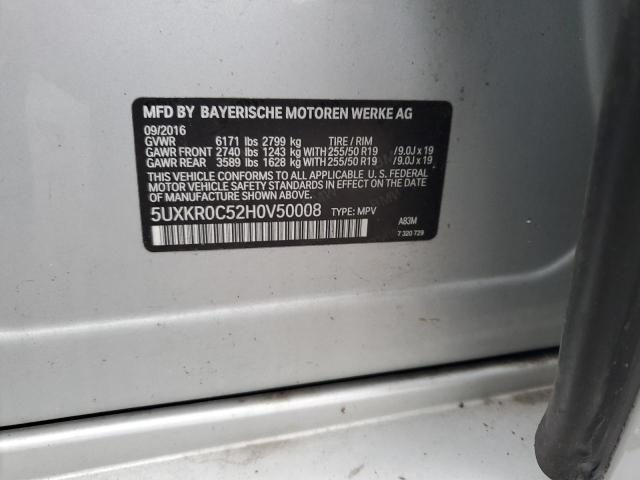 MFD BY BAYERISCHE MOTOREN WERKE AG
09/2016
GVWR 6171 lbs 2799 kg TIRE / RIM
GAWR FRONT 2740 lbs 1243 kg WITH 255/50 R19 /9.0J x 19
GAWR REAR 3589 lbs 1628 kg WITH 255/50 R19 /9.0J x 19
THIS VEHICLE CONFORMS TO ALL APPLICABLE U.S. FEDERAL
MOTOR VEHICLE SAFETY STANDARDS IN EFFECT ON THE DATE
OF MANUFACTURE SHOWN ABOVE.
5UXKR0C52H0V50008 TYPE: MPV A83M
7 320 729